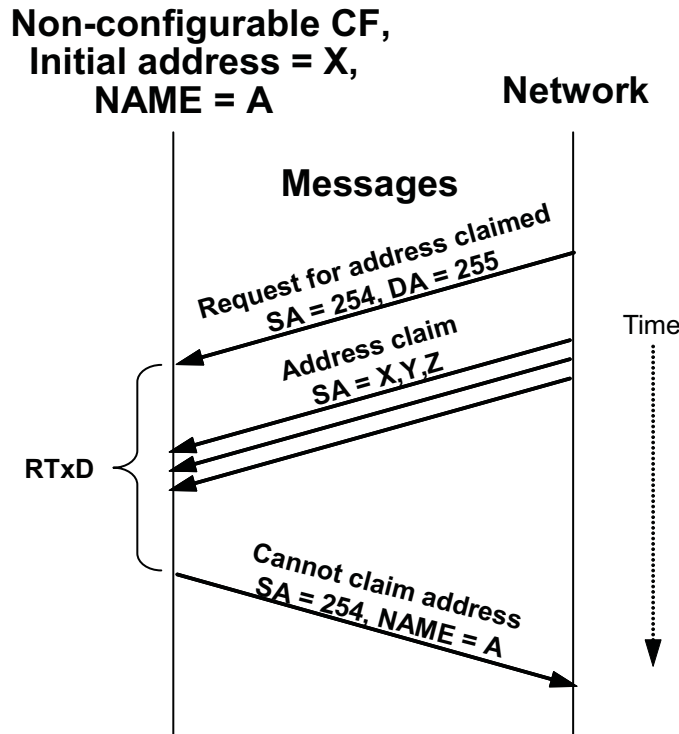 Non-configurable CF,
Initial address = X,
NAME = A
Network
Messages
Request for address claimed
SA = 254, DA = 255
Time
Address claim
SA = X,Y,Z
RTxD
Cannot claim address
SA = 254, NAME = A